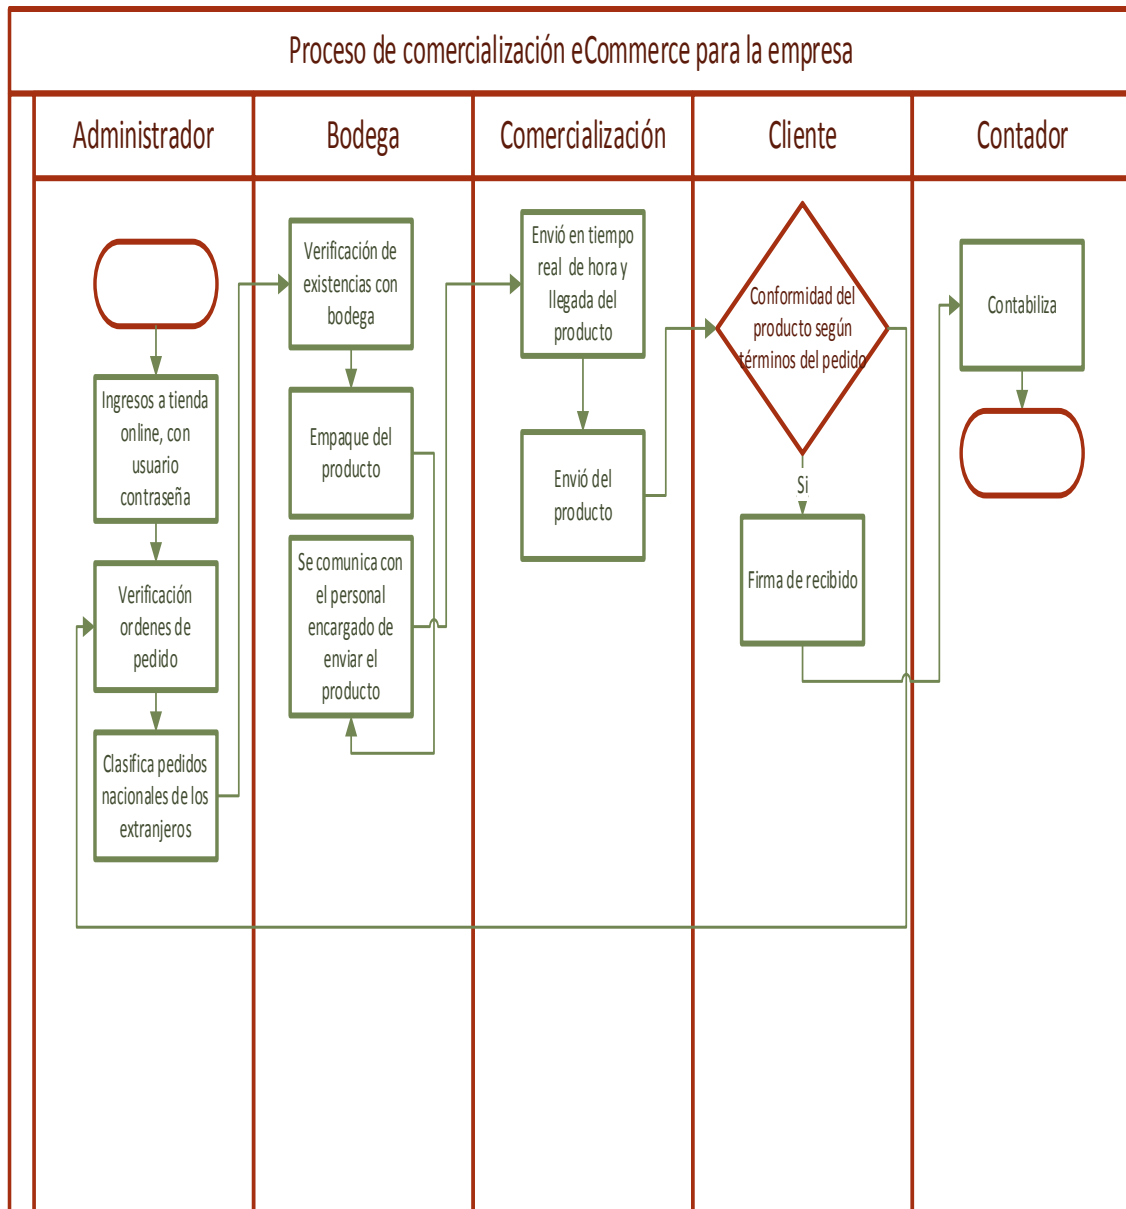 Proceso de comercialización eCommerce para la empresa
Administrador
Bodega
Comercialización
Cliente
Contador
Ingresos a tienda
online, con
usuario
contraseña
Verificación
ordenes de
pedido
Clasifica pedidos
nacionales de los
extranjeros
Verificación de
existencias con
bodega
Empaque del
producto
Se comunica con
el personal
encargado de
enviar el
producto
Envió en tiempo
real de hora y
llegada del
producto
Envió del
producto
Conformidad del
producto según
términos del pedido
Si
Firma de recibido
Contabiliza